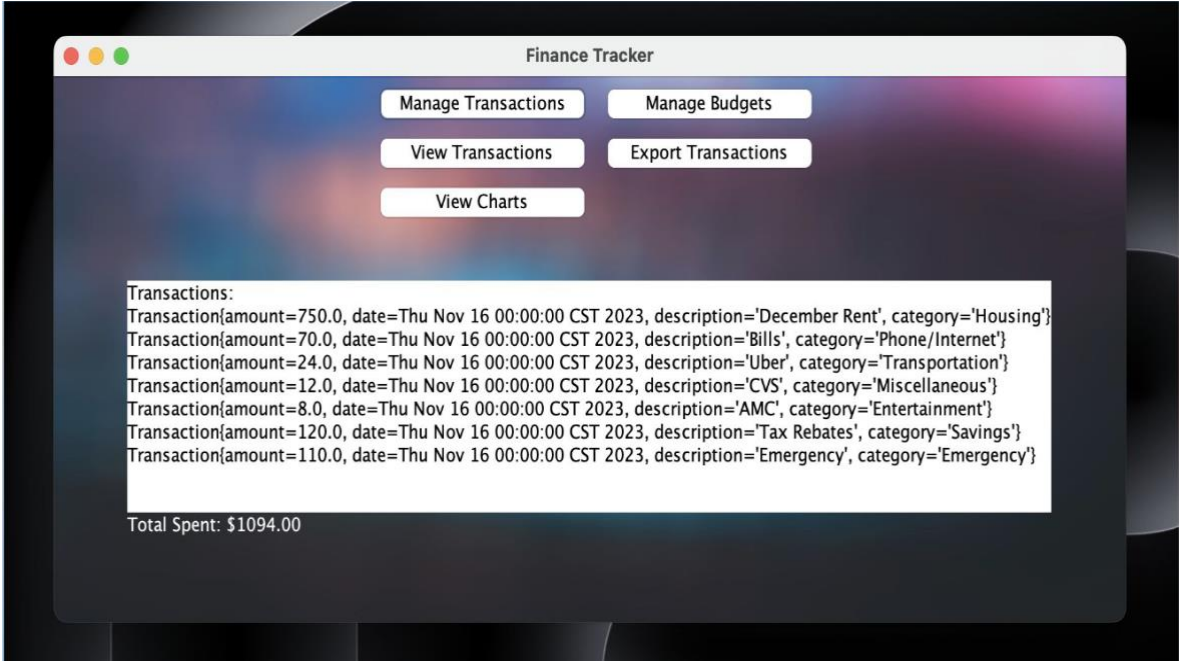 Finance Tracker
Manage Transactions
Manage Budgets
View Transactions
Export Transactions
View Charts
Transactions:
Transaction{amount=750.0, date=Thu Nov 16 00:00:00 CST 2023, description='December Rent', category='Housing'}
Transaction{amount=70.0, date=Thu Nov 16 00:00:00 CST 2023, description='Bills', category='Phone/Internet'}
Transaction{amount=24.0, date=Thu Nov 16 00:00:00 CST 2023, description='Uber', category='Transportation'}
Transaction{amount=12.0, date=Thu Nov 16 00:00:00 CST 2023, description='CVS', category='Miscellaneous'}
Transaction{amount=8.0, date=Thu Nov 16 00:00:00 CST 2023, description='AMC', category='Entertainment'}
Transaction{amount=120.0, date=Thu Nov 16 00:00:00 CST 2023, description='Tax Rebates', category='Savings'}
Transaction{amount=110.0, date=Thu Nov 16 00:00:00 CST 2023, description='Emergency', category='Emergency'}
Total Spent: $1094.00